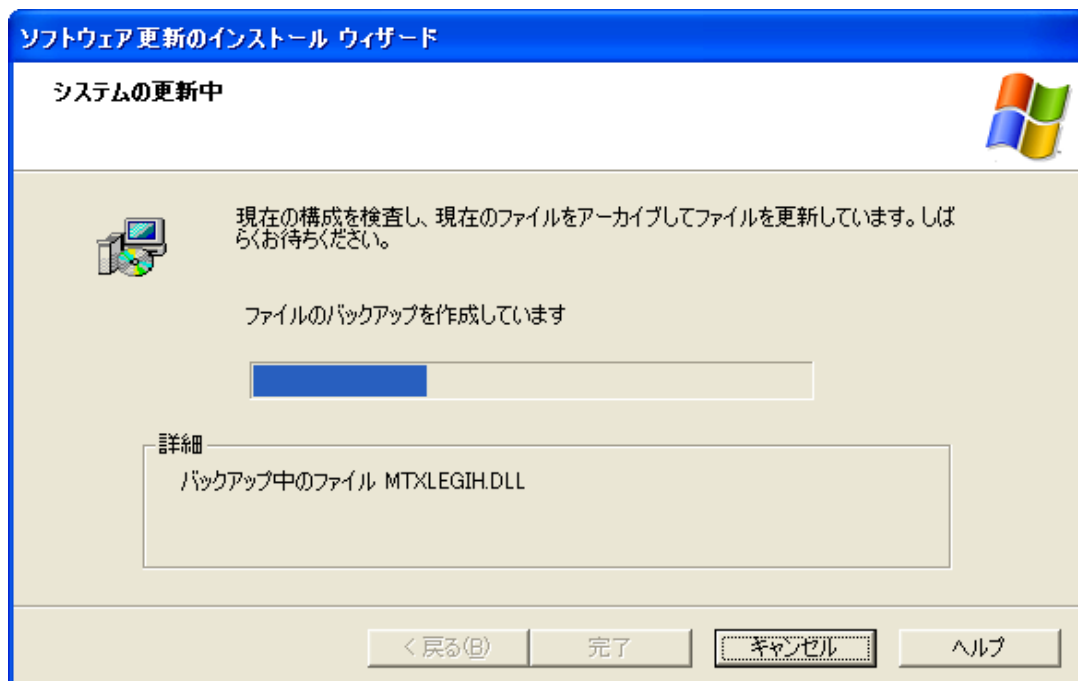 ソフトウェア更新のインストール ウィザード
システムの更新中
現在の構成を検査し、現在のファイルをアーカイブしてファイルを更新しています。しば
らくお待ちください。
ファイルのバックアップを作成しています
詳細
バックアップ中のファイル MTXLEGIH.DLL
< 戻る(B)
完了
キャンセル
ヘルプ